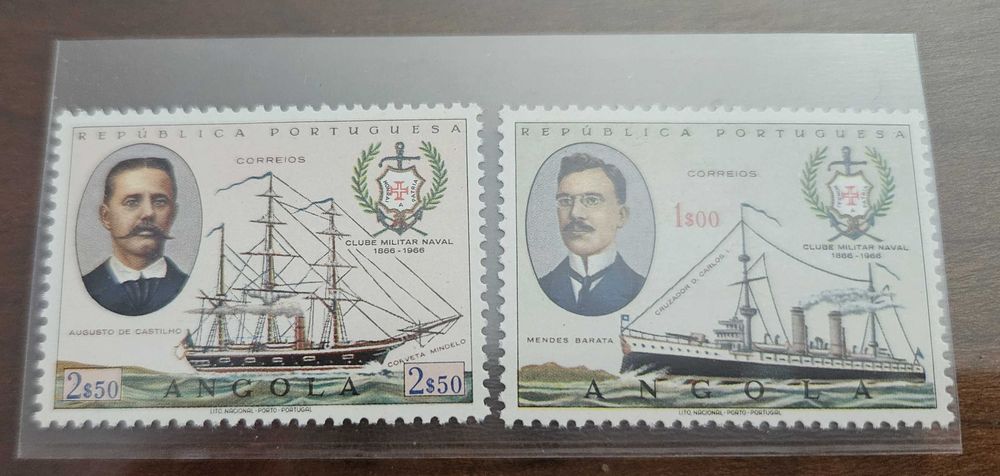 REPÚBLICA PORTUGUESA
CORREIOS
HONRAI A PATRIA
CLUBE MILITAR NAVAL
1866-1966
AUGUSTO DE CASTILHO
CORVETA MINDELO
2$50
ANGOLA
2$50
LITO. NACIONAL-PORTO-PORTUGAL
REPÚBLICA PORTUGUESA
CORREIOS
1$00
CLUBE MILITAR NAVAL
1866-1966
CRUZADOR D. CARLOS I
MENDES BARATA
ANGOLA
LITO. NACIONAL-PORTO-PORTUGAL